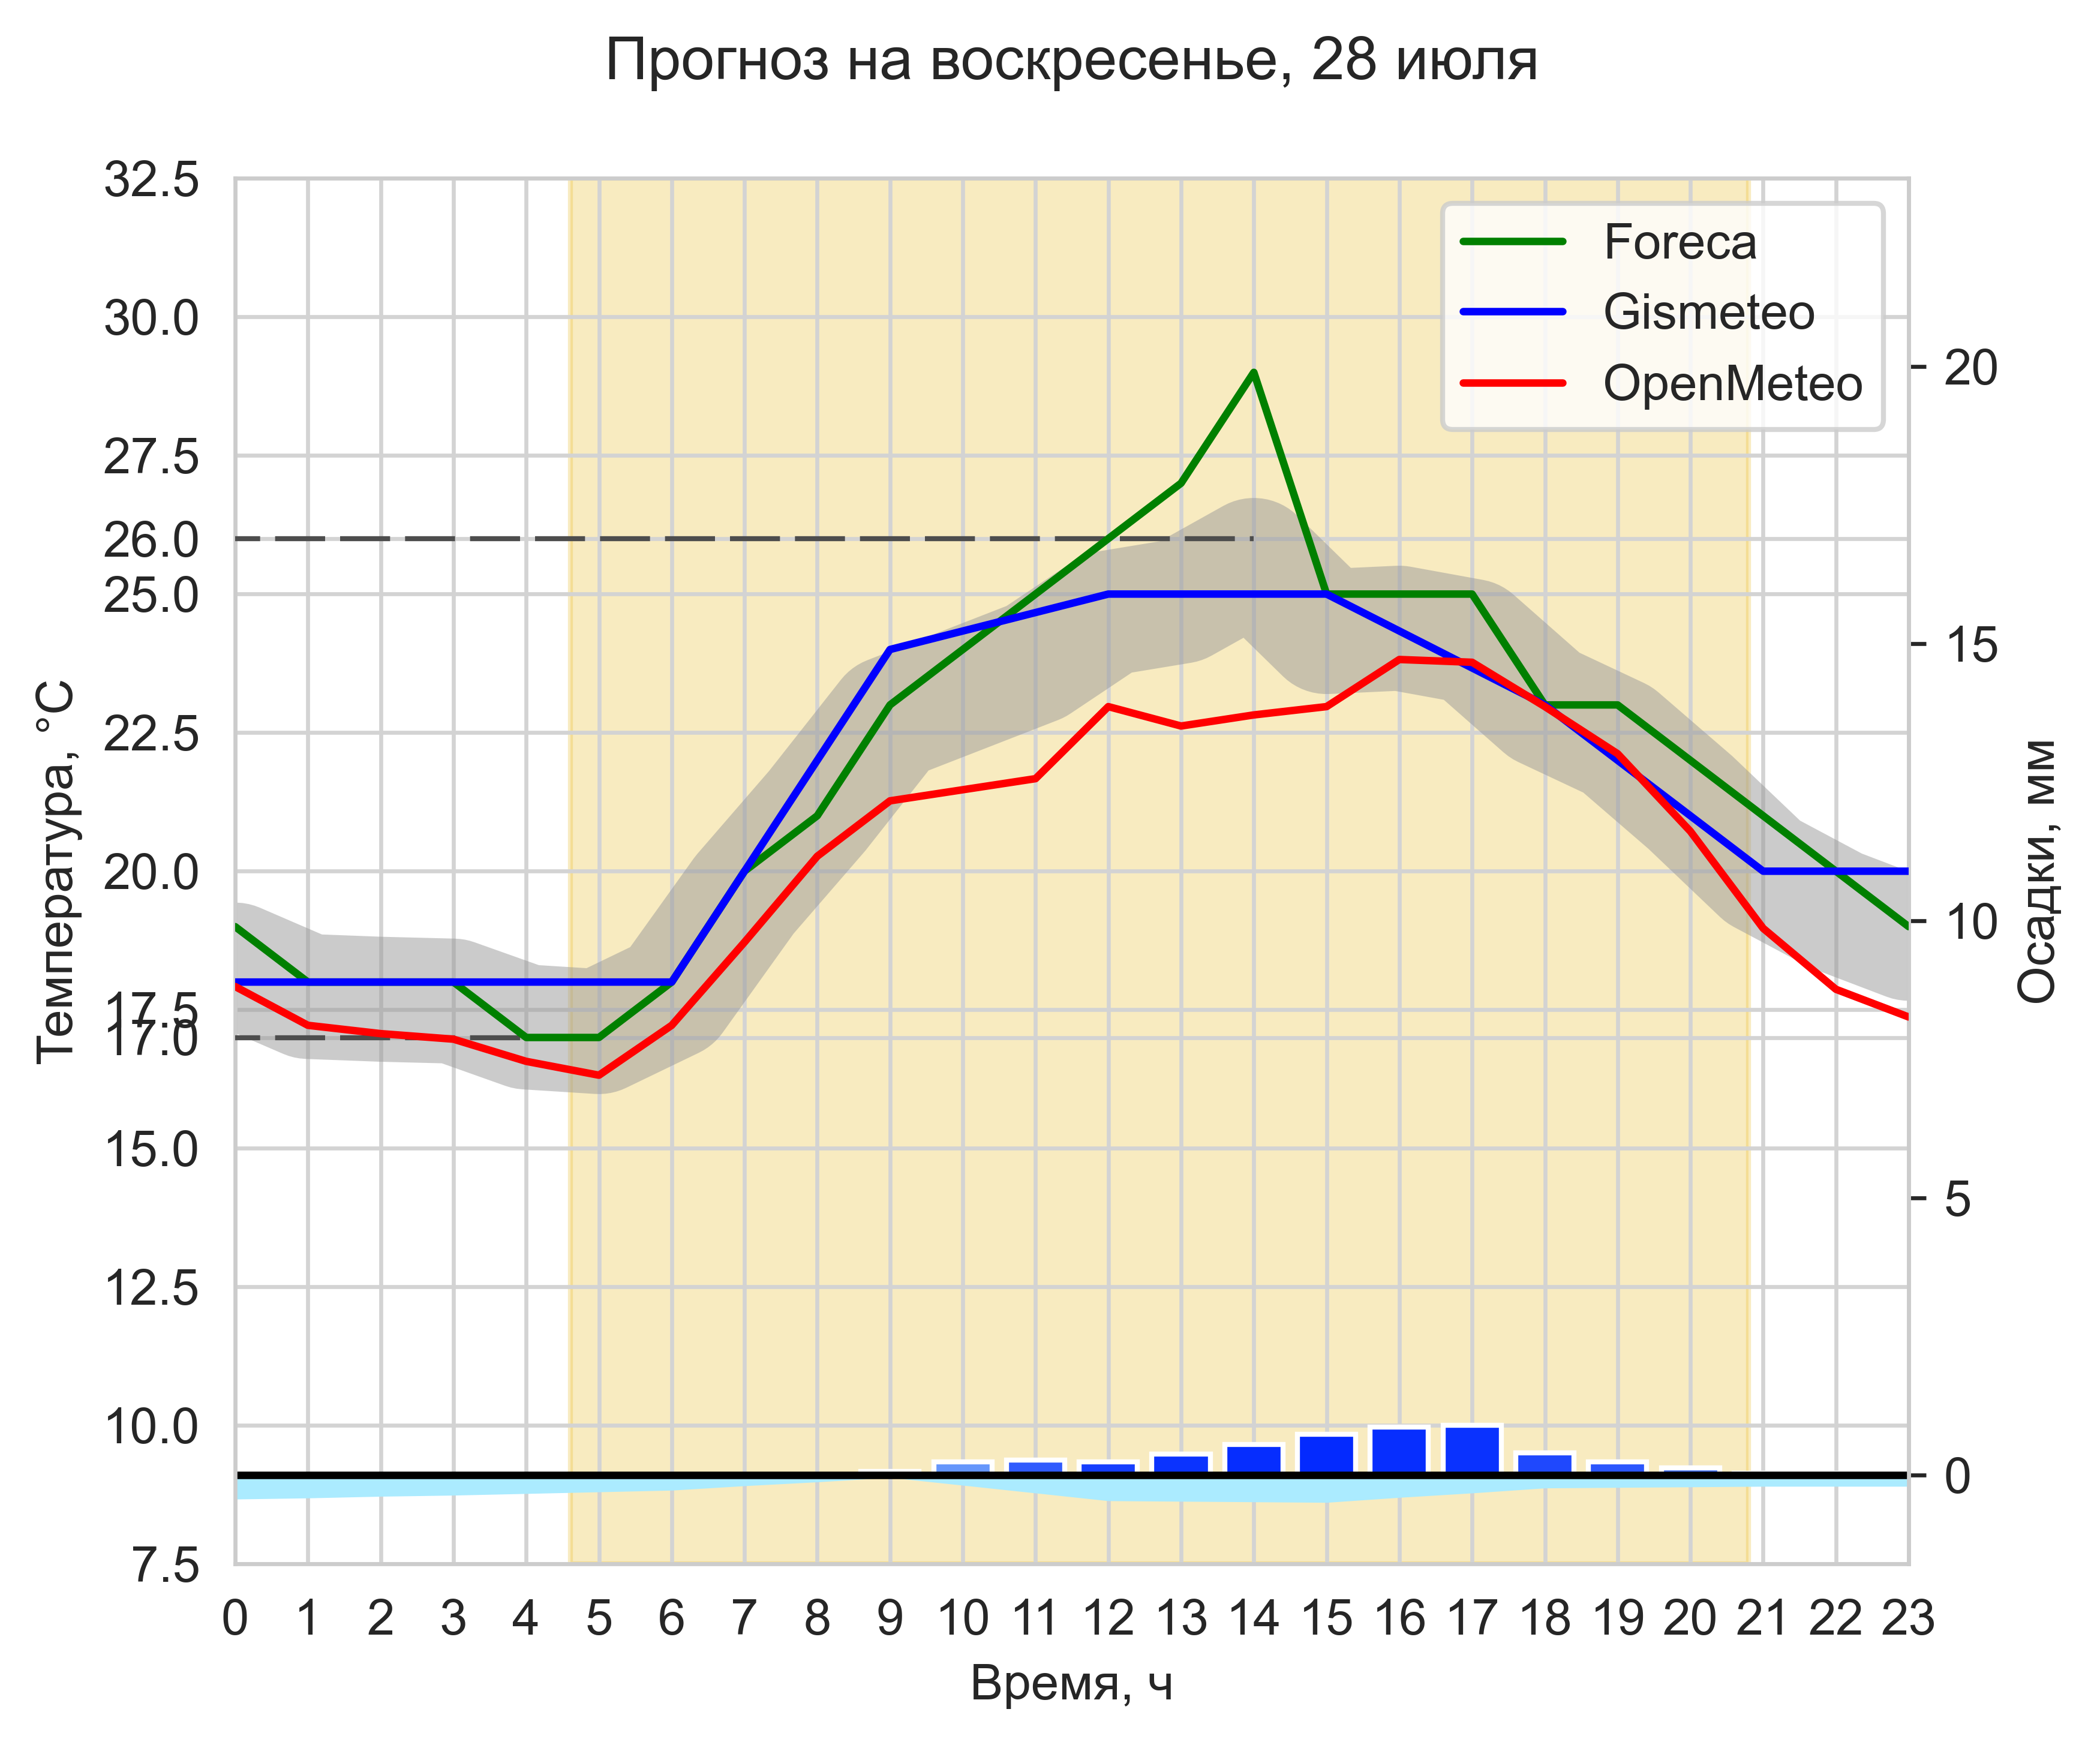 Прогноз на воскресенье, 28 июля
Foreca
Gismeteo
OpenMeteo
Температура, °C
32.5
30.0
27.5
26.0
25.0
22.5
20.0
17.5
17.0
15.0
12.5
10.0
7.5
Осадки, мм
20
15
10
5
0
0 1 2 3 4 5 6 7 8 9 10 11 12 13 14 15 16 17 18 19 20 21 22 23
Время, ч